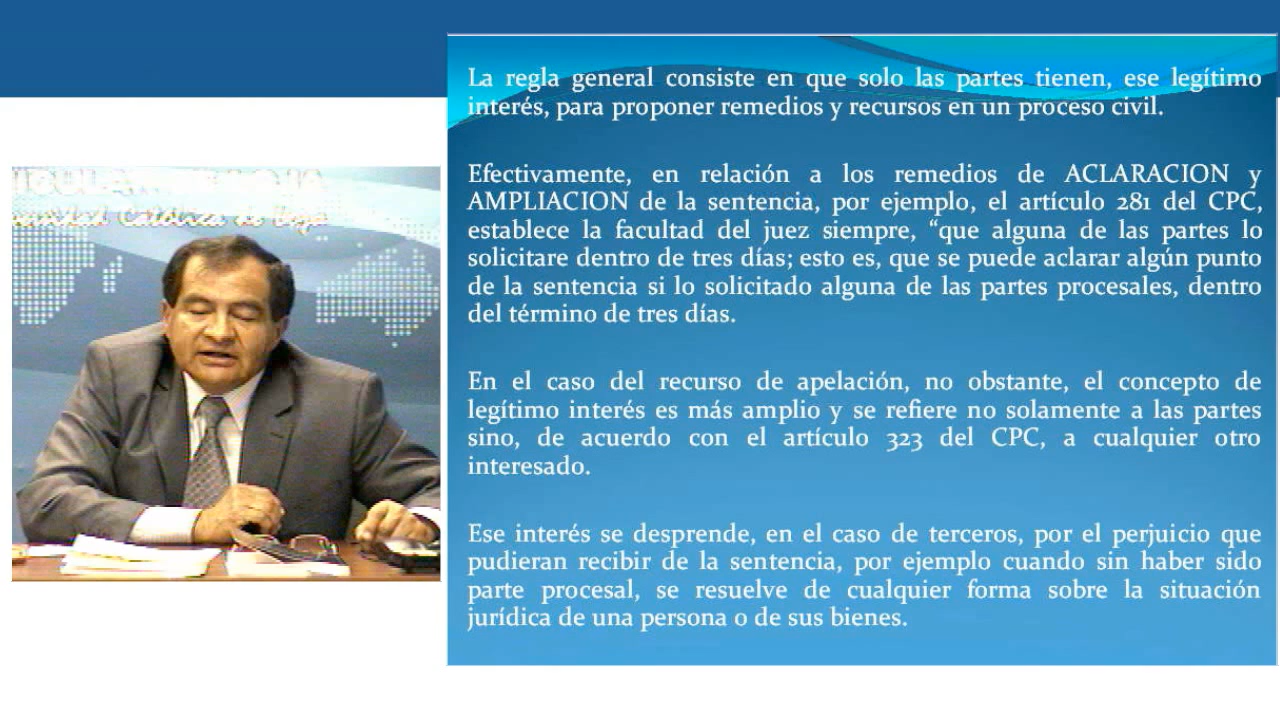 La regla general consiste en que solo las partes tienen, ese legítimo
interés, para proponer remedios y recursos en un proceso civil.
Efectivamente, en relación a los remedios de ACLARACION y
AMPLIACION de la sentencia, por ejemplo, el artículo 281 del CPC,
establece la facultad del juez siempre, “que alguna de las partes lo
solicitare dentro de tres días; esto es, que se puede aclarar algún punto
de la sentencia si lo solicitado alguna de las partes procesales, dentro
del término de tres días.
En el caso del recurso de apelación, no obstante, el concepto de
legítimo interés es más amplio y se refiere no solamente a las partes
sino, de acuerdo con el artículo 323 del CPC, a cualquier otro
interesado.
Ese interés se desprende, en el caso de terceros, por el perjuicio que
pudieran recibir de la sentencia, por ejemplo cuando sin haber sido
parte procesal, se resuelve de cualquier forma sobre la situación
jurídica de una persona o de sus bienes.
Católica de Loja